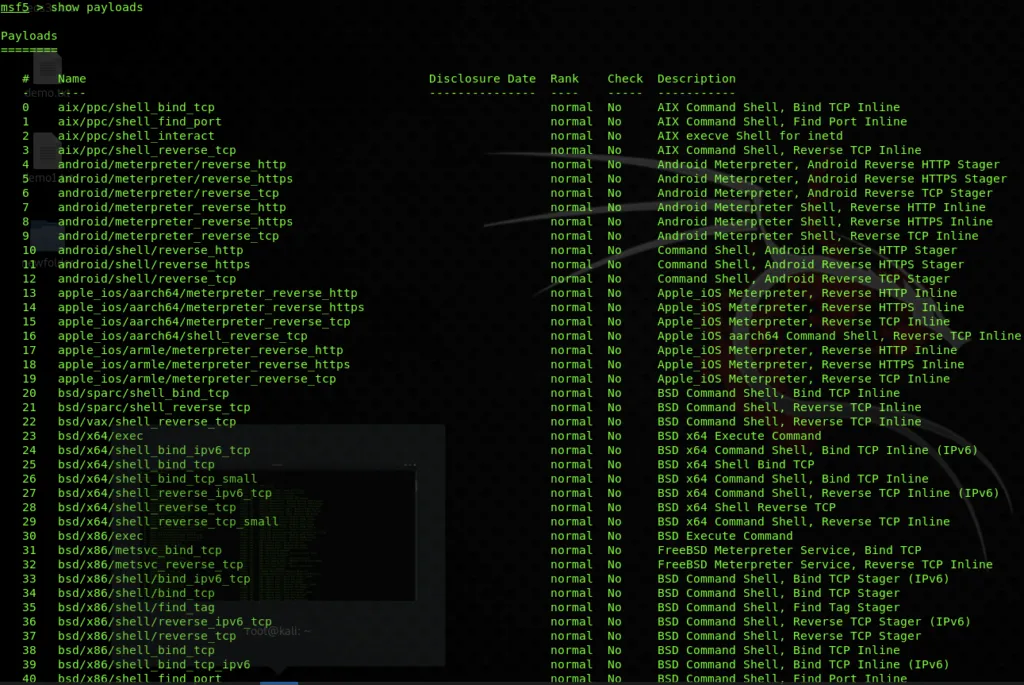 msf5 > show payloads
Payloads
========
# Name Disclosure Date Rank Check Description
- ---- --------------- ---- ----- -----------
0 aix/ppc/shell_bind_tcp normal No AIX Command Shell, Bind TCP Inline
1 aix/ppc/shell_find_port normal No AIX Command Shell, Find Port Inline
2 aix/ppc/shell_interact normal No AIX execve Shell for inetd
3 aix/ppc/shell_reverse_tcp normal No AIX Command Shell, Reverse TCP Inline
4 android/meterpreter/reverse_http normal No Android Meterpreter, Android Reverse HTTP Stager
5 android/meterpreter/reverse_https normal No Android Meterpreter, Android Reverse HTTPS Stager
6 android/meterpreter/reverse_tcp normal No Android Meterpreter, Android Reverse TCP Stager
7 android/meterpreter_reverse_http normal No Android Meterpreter Shell, Reverse HTTP Inline
8 android/meterpreter_reverse_https normal No Android Meterpreter Shell, Reverse HTTPS Inline
9 android/meterpreter_reverse_tcp normal No Android Meterpreter Shell, Reverse TCP Inline
10 android/shell/reverse_http normal No Command Shell, Android Reverse HTTP Stager
11 android/shell/reverse_https normal No Command Shell, Android Reverse HTTPS Stager
12 android/shell/reverse_tcp normal No Command Shell, Android Reverse TCP Stager
13 apple_ios/aarch64/meterpreter_reverse_http normal No Apple_iOS Meterpreter, Reverse HTTP Inline
14 apple_ios/aarch64/meterpreter_reverse_https normal No Apple_iOS Meterpreter, Reverse HTTPS Inline
15 apple_ios/aarch64/meterpreter_reverse_tcp normal No Apple_iOS Meterpreter, Reverse TCP Inline
16 apple_ios/aarch64/shell_reverse_tcp normal No Apple iOS aarch64 Command Shell, Reverse TCP Inline
17 apple_ios/armle/meterpreter_reverse_http normal No Apple_iOS Meterpreter, Reverse HTTP Inline
18 apple_ios/armle/meterpreter_reverse_https normal No Apple_iOS Meterpreter, Reverse HTTPS Inline
19 apple_ios/armle/meterpreter_reverse_tcp normal No Apple_iOS Meterpreter, Reverse TCP Inline
20 bsd/sparc/shell_bind_tcp normal No BSD Command Shell, Bind TCP Inline
21 bsd/sparc/shell_reverse_tcp normal No BSD Command Shell, Reverse TCP Inline
22 bsd/vax/shell_reverse_tcp normal No BSD Command Shell, Reverse TCP Inline
23 bsd/x64/exec normal No BSD x64 Execute Command
24 bsd/x64/shell_bind_ipv6_tcp normal No BSD x64 Command Shell, Bind TCP Inline (IPv6)
25 bsd/x64/shell_bind_tcp normal No BSD x64 Shell Bind TCP
26 bsd/x64/shell_bind_tcp_small normal No BSD x64 Command Shell, Bind TCP Inline
27 bsd/x64/shell_reverse_ipv6_tcp normal No BSD x64 Command Shell, Reverse TCP Inline (IPv6)
28 bsd/x64/shell_reverse_tcp normal No BSD x64 Shell Reverse TCP
29 bsd/x64/shell_reverse_tcp_small normal No BSD x64 Command Shell, Reverse TCP Inline
30 bsd/x86/exec normal No BSD Execute Command
31 bsd/x86/metsvc_bind_tcp normal No FreeBSD Meterpreter Service, Bind TCP
32 bsd/x86/metsvc_reverse_tcp normal No FreeBSD Meterpreter Service, Reverse TCP Inline
33 bsd/x86/shell/bind_ipv6_tcp normal No BSD Command Shell, Bind TCP Stager (IPv6)
34 bsd/x86/shell/bind_tcp normal No BSD Command Shell, Bind TCP Stager
35 bsd/x86/shell/find_tag normal No BSD Command Shell, Find Tag Stager
36 bsd/x86/shell/reverse_ipv6_tcp normal No BSD Command Shell, Reverse TCP Stager (IPv6)
root@kali: ~
37 bsd/x86/shell/reverse_tcp normal No BSD Command Shell, Reverse TCP Stager
38 bsd/x86/shell_bind_tcp normal No BSD Command Shell, Bind TCP Inline
39 bsd/x86/shell_bind_tcp_ipv6 normal No BSD Command Shell, Bind TCP Inline (IPv6)
40 bsd/x86/shell_find_port normal No BSD Command Shell, Find Port Inline